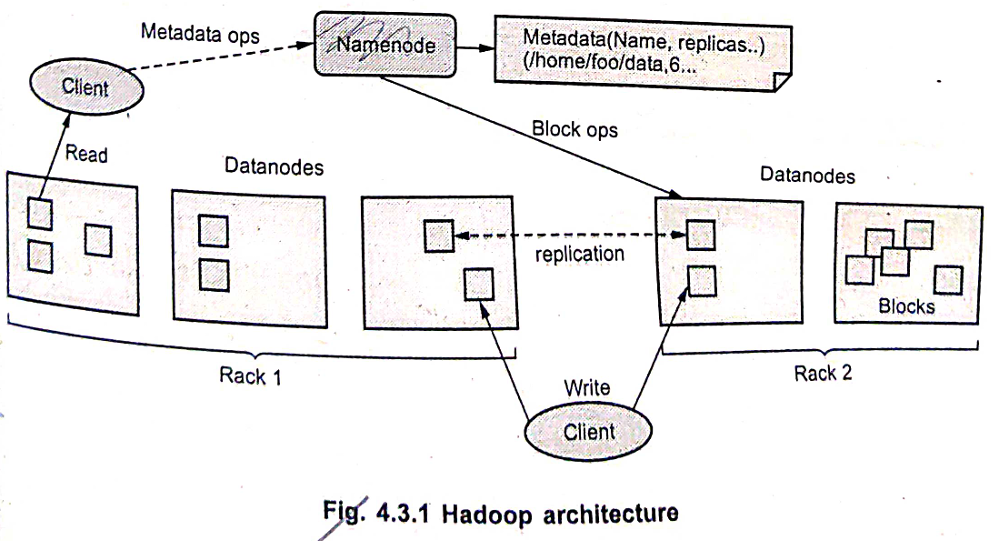 Metadata ops
Namenode
Metadata(Name, replicas..)
(/home/foo/data,6...
Client
Block ops
Read
Datanodes
Datanodes
replication
Blocks
Rack 1
Rack 2
Write
Client
Fig. 4.3.1 Hadoop architecture